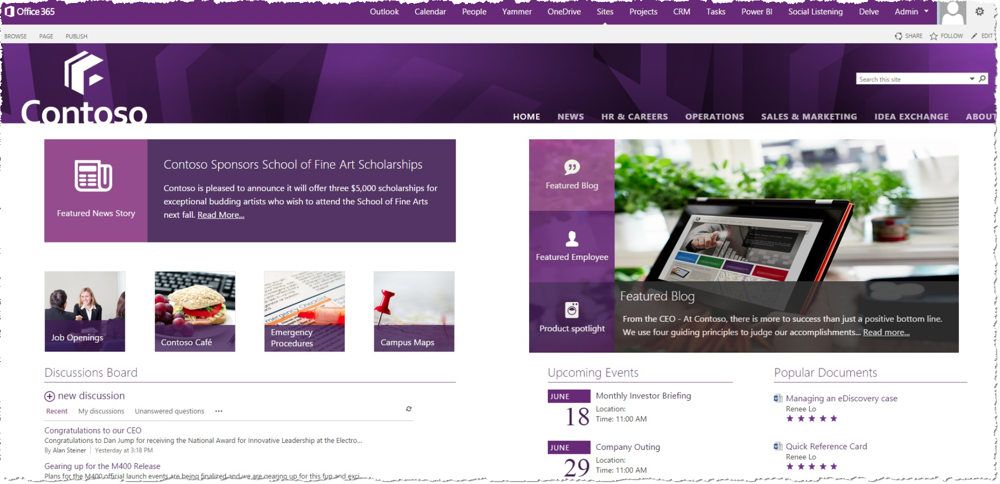 Office 365
Outlook Calendar People Yammer OneDrive Sites Projects CRM Tasks Power BI Social Listening Delve Admin
BROWSE PAGE PUBLISH
SHARE FOLLOW EDIT
Contoso
Search this site
HOME NEWS HR & CAREERS OPERATIONS SALES & MARKETING IDEA EXCHANGE ABOUT
Featured News Story
Contoso Sponsors School of Fine Art Scholarships
Contoso is pleased to announce it will offer three $5,000 scholarships for
exceptional budding artists who wish to attend the School of Fine Arts
next fall. Read More...
Job Openings
Contoso Café
Emergency Checklist
Emergency
Procedures
Campus Maps
Featured Blog
Featured Employee
Product spotlight
Featured Blog
From the CEO - At Contoso, there is more to success than just a positive bottom line.
We use four guiding principles to judge our accomplishments... Read more...
Discussions Board
new discussion
Recent My discussions Unanswered questions ...
Congratulations to our CEO
Congratulations to Dan Jump for receiving the National Award for Innovative Leadership at the Electro...
By Alan Steiner Yesterday at 3:18 PM
Gearing up for the M400 Release
Plans for the M400 official launch events are being finalized and we are gearing up for this fun and exci...
Upcoming Events
JUNE
18
Monthly Investor Briefing
Location:
Time: 11:00 AM
JUNE
29
Company Outing
Location:
Time: 11:00 AM
Popular Documents
Managing an eDiscovery case
Renee Lo
Quick Reference Card
Renee Lo